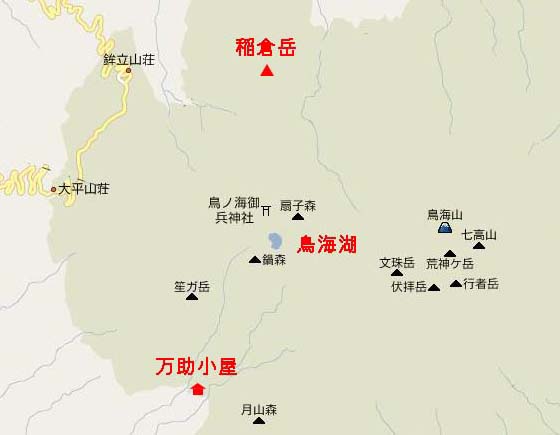 稲倉岳
鉾立山荘
大平山荘
鳥ノ海御
兵神社
扇子森
鳥海山
七高山
鳥海湖
鍋森
文珠岳
荒神ケ岳
伏拝岳
行者岳
笙ガ岳
万助小屋
月山森